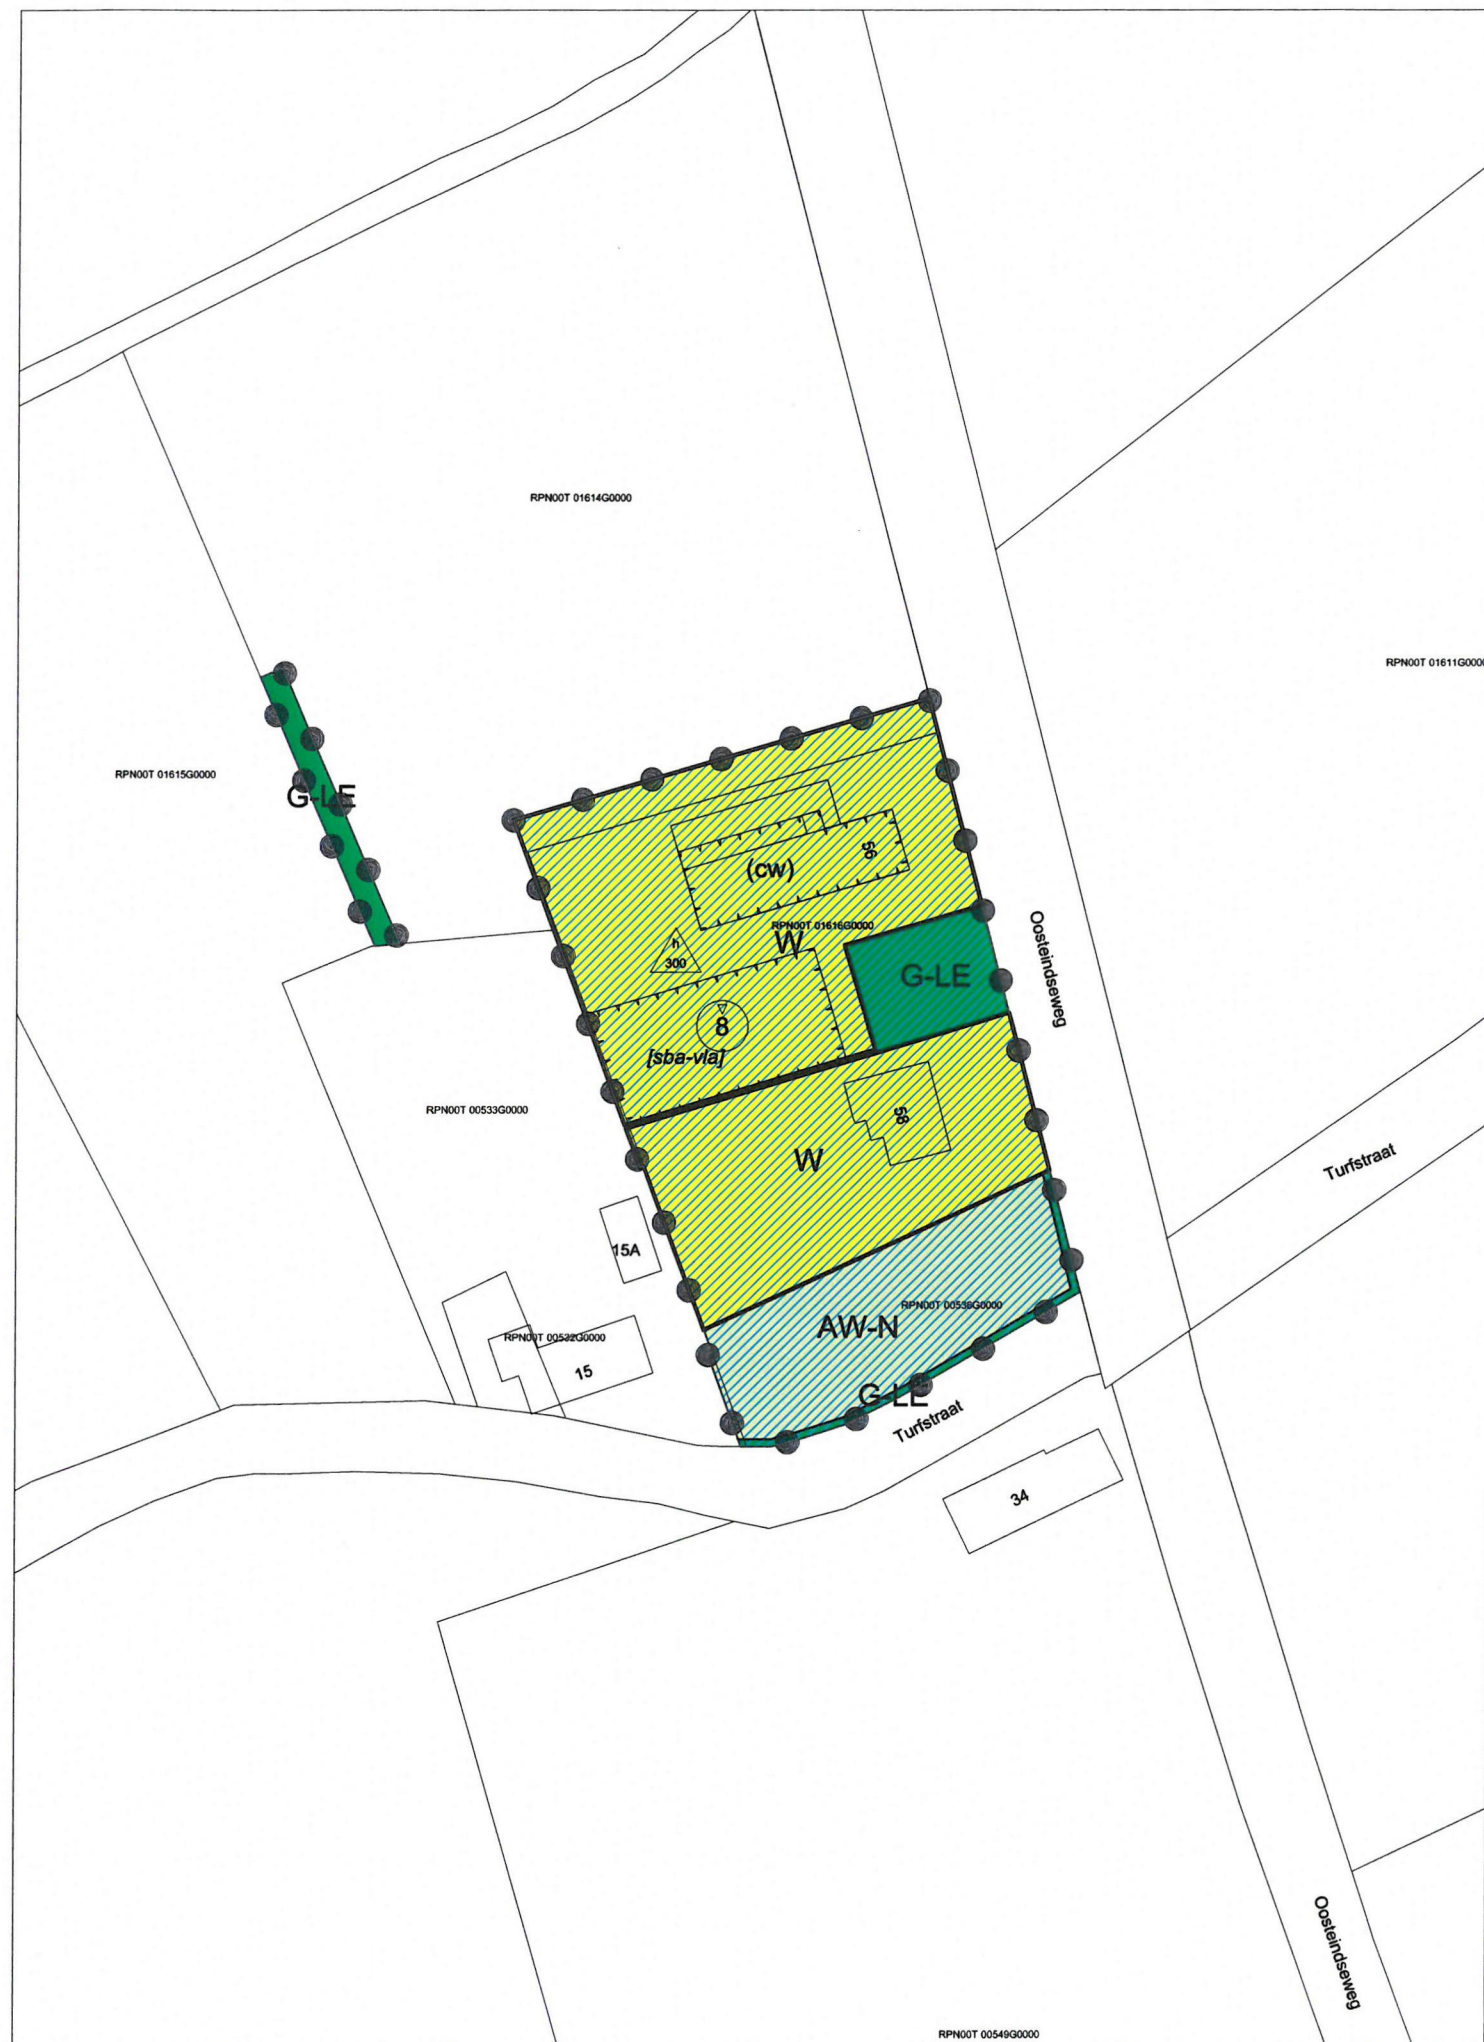 RPN00T 01614G0000
RPN00T 01611G0000
RPN00T 01615G0000
G-LE
(cw)
56
RPN00T 01616G0000
W
h
300
G-LE
Oosteindseweg
8
[sba-vla]
RPN00T 00533G0000
58
W
Turfstraat
15A
RPN00T 00536G0000
AW-N
RPN00T 00532G0000
15
G-LE
Turfstraat
34
Oosteindseweg
RPN00T 00549G0000